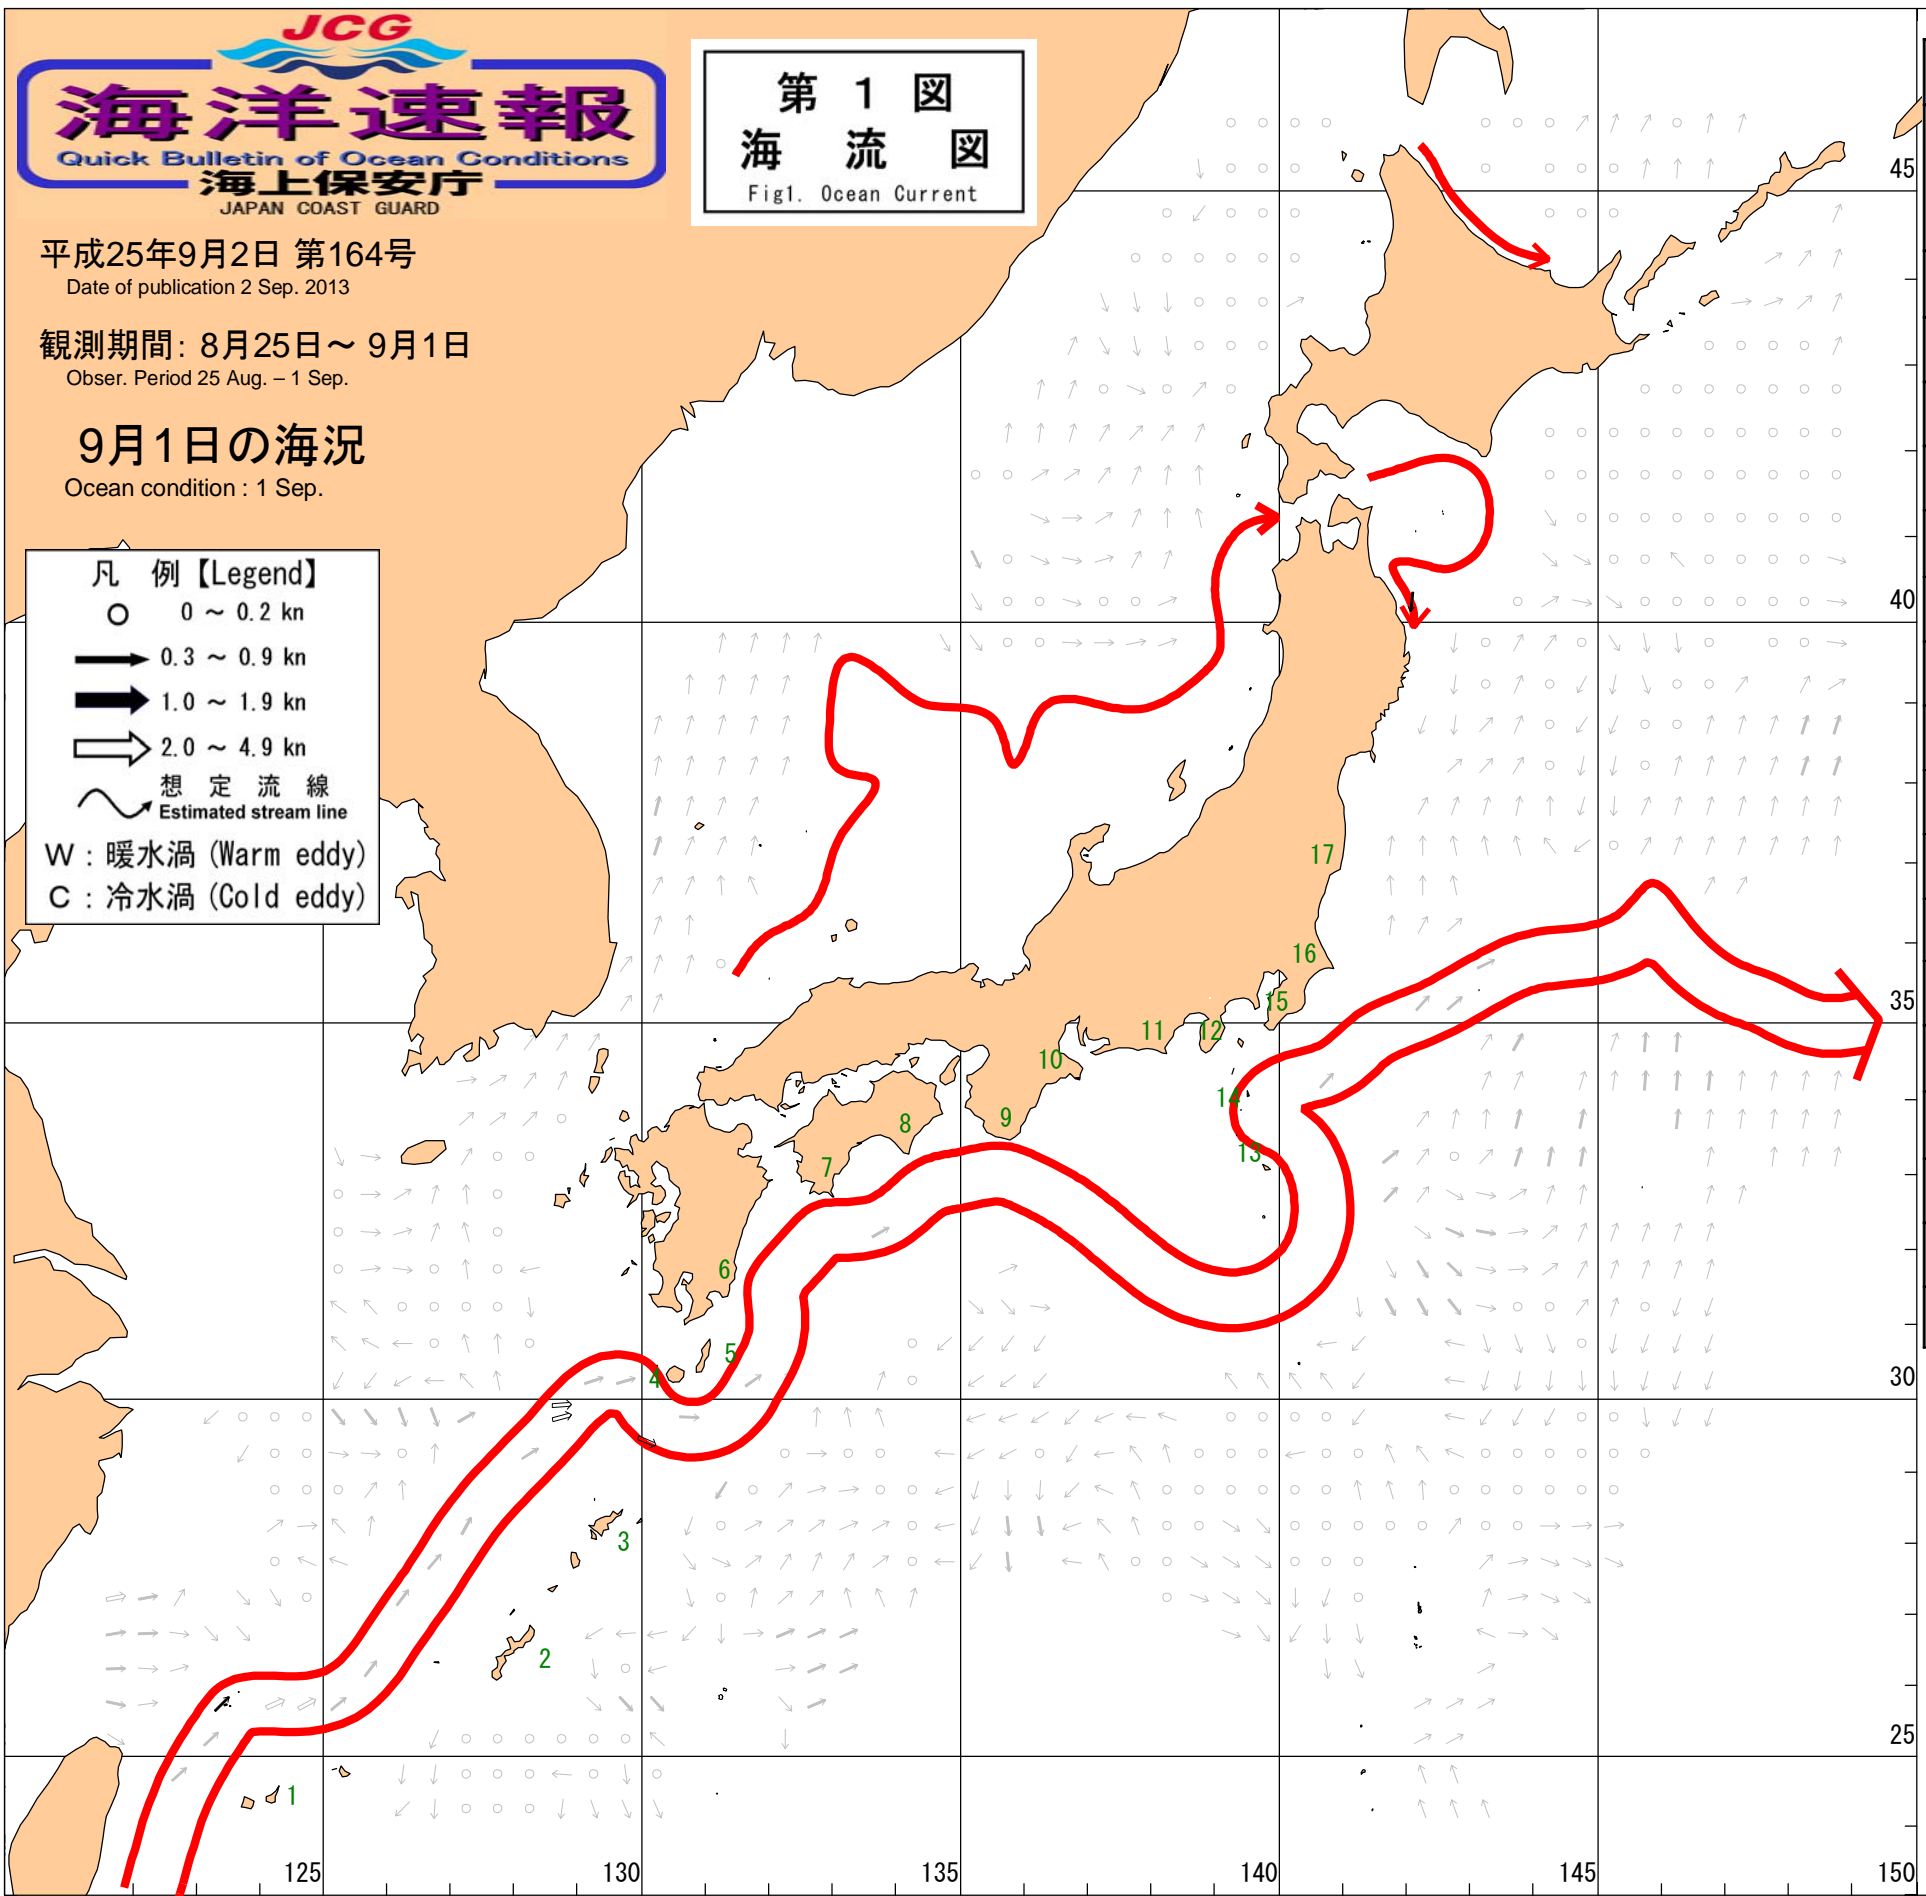 JCG
海洋速報
Quick Bulletin of Ocean Conditions
海上保安庁
JAPAN COAST GUARD
第 1 図
海 流 図
Fig1. Ocean Current
平成25年9月2日 第164号
Date of publication 2 Sep. 2013
観測期間: 8月25日～ 9月1日
Obser. Period 25 Aug. – 1 Sep.
9月1日の海況
Ocean condition : 1 Sep.
凡 例【Legend】
0 ～ 0.2 kn
0.3 ～ 0.9 kn
1.0 ～ 1.9 kn
2.0 ～ 4.9 kn
想 定 流 線
Estimated stream line
W : 暖水渦 (Warm eddy)
C : 冷水渦 (Cold eddy)
45
40
35
30
25
17
16
15
14
13
12
11
10
9
8
7
6
5
4
3
2
1
125
130
135
140
145
150